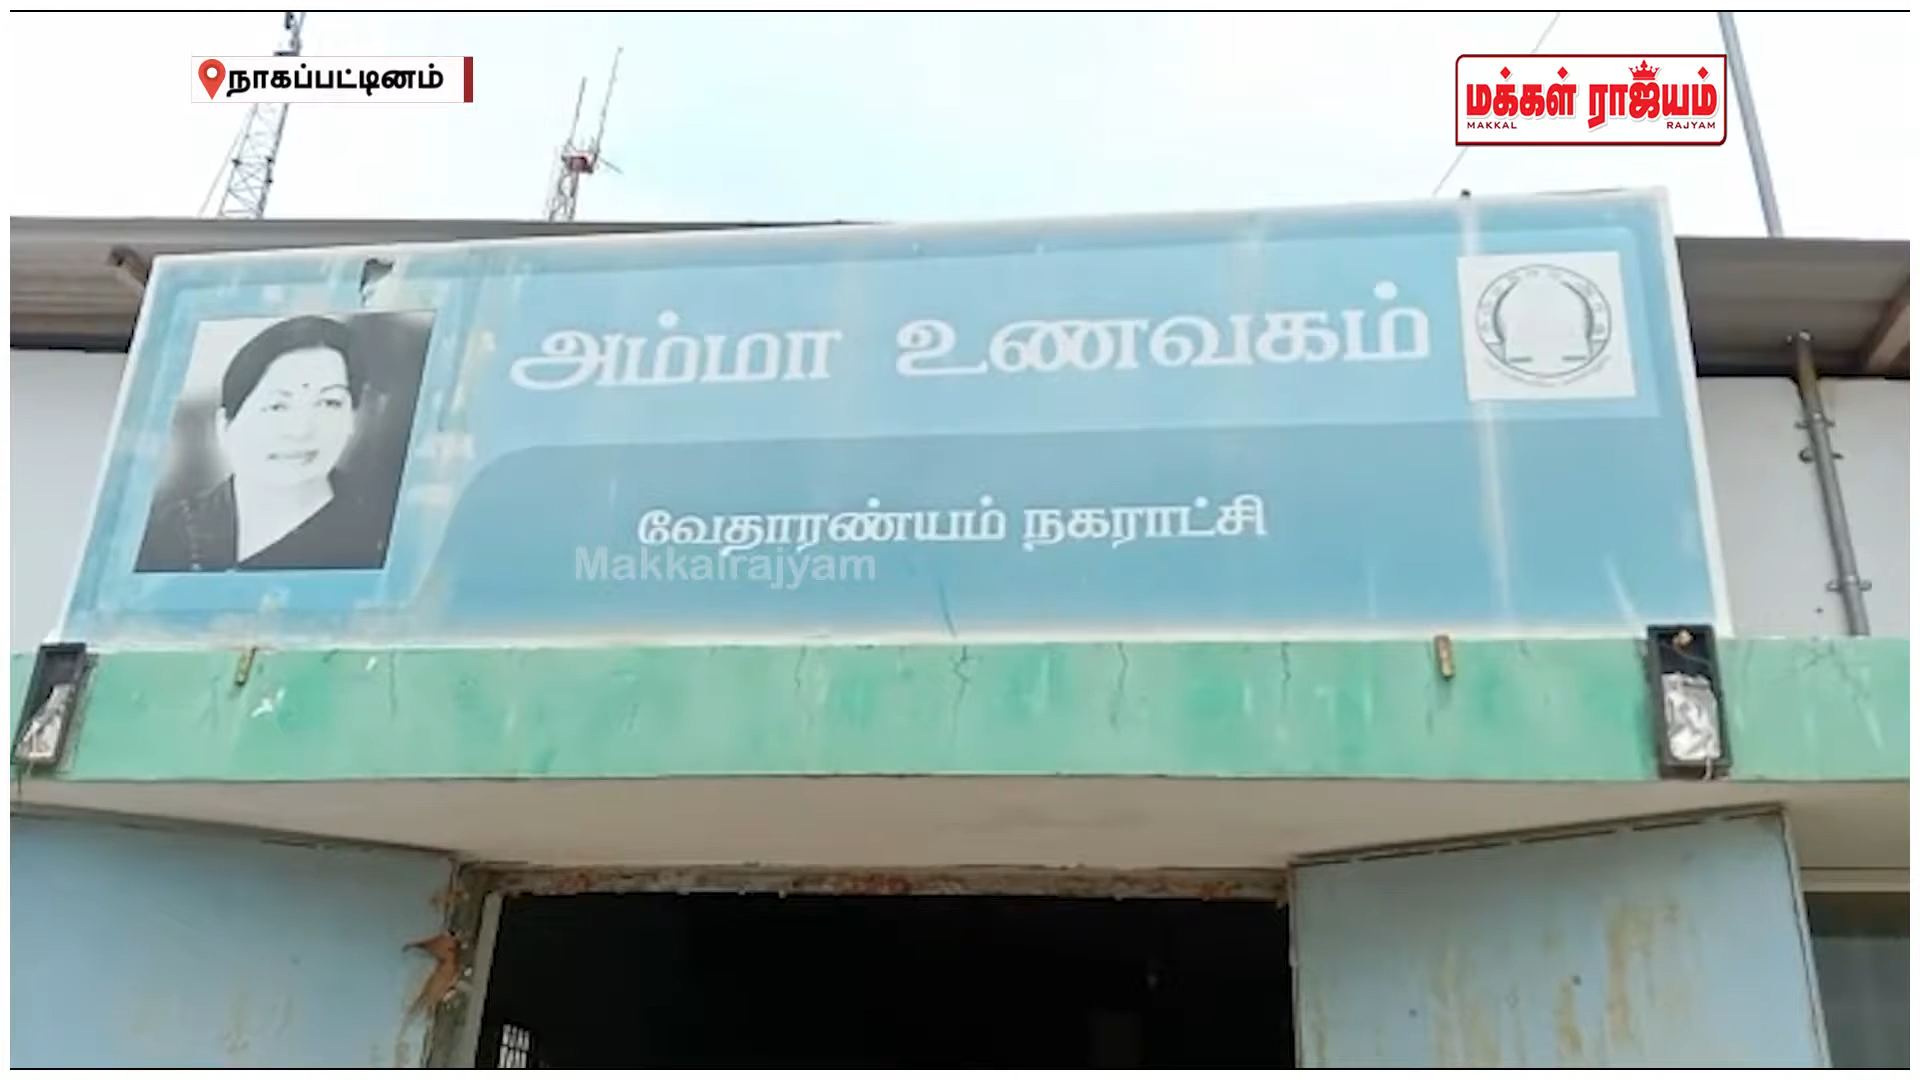 நாகப்பட்டினம்
மக்கள் ராஜ்யம்
MAKKAL RAJYAM
அம்மா உணவகம்
வேதாரண்யம் நகராட்சி
Makkalrajyam